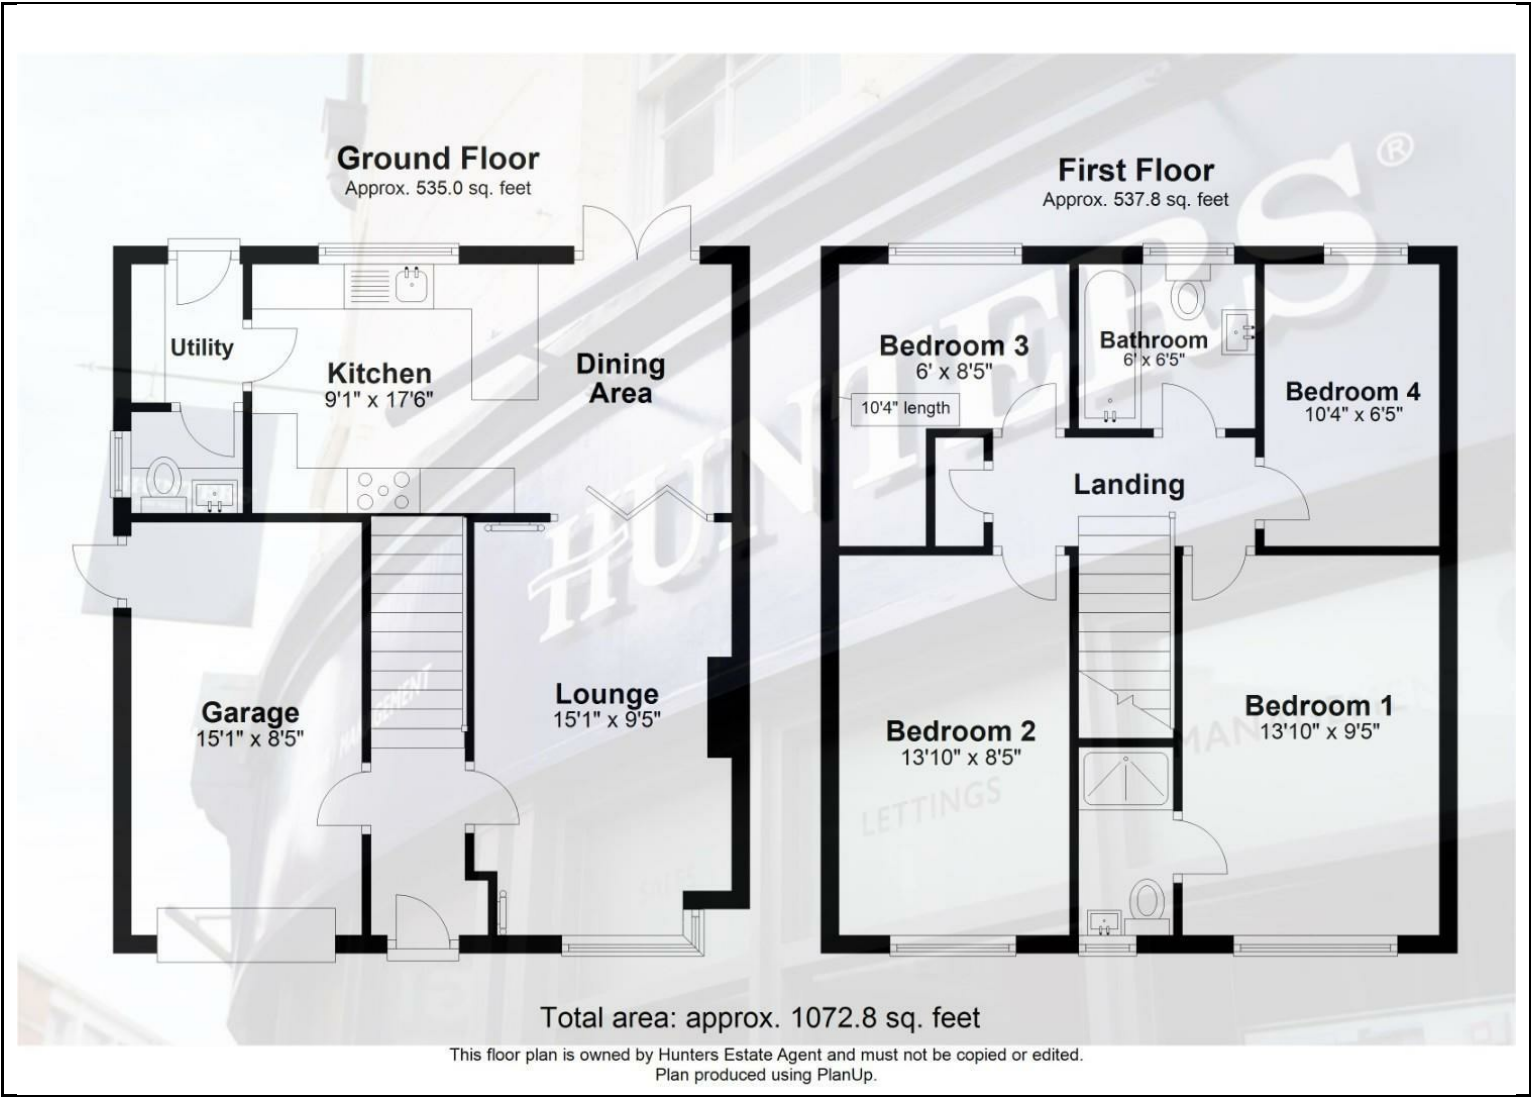 Ground Floor
Approx. 535.0 sq. feet
First Floor
Approx. 537.8 sq. feet
®
HUNTERS
Utility
Kitchen
9'1" x 17'6"
Dining
Area
Bedroom 3
6' x 8'5"
10'4" length
Bathroom
6' x 6'5"
Bedroom 4
10'4" x 6'5"
Landing
Garage
15'1" x 8'5"
Lounge
15'1" x 9'5"
Bedroom 2
13'10" x 8'5"
Bedroom 1
13'10" x 9'5"
LETTINGS
SALES
Total area: approx. 1072.8 sq. feet
This floor plan is owned by Hunters Estate Agent and must not be copied or edited.
Plan produced using PlanUp.